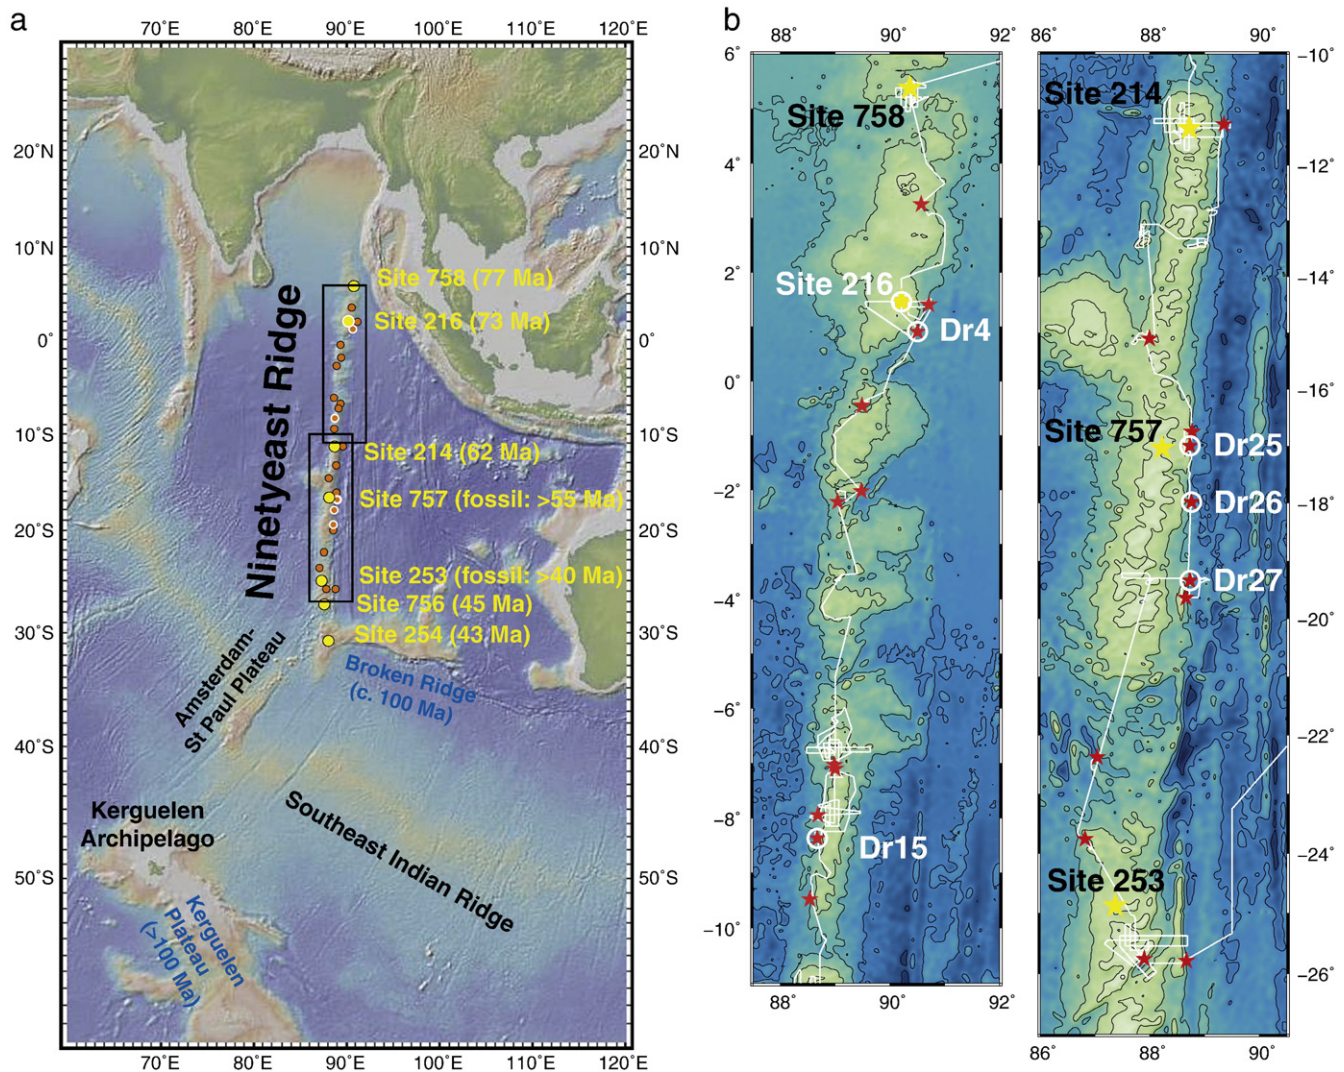 a
70˚E 80˚E 90˚E 100˚E 110˚E 120˚E
20˚N
10˚N
0˚
10˚S
20˚S
30˚S
40˚S
50˚S
20˚N
10˚N
0˚
10˚S
20˚S
30˚S
40˚S
50˚S
Ninetyeast Ridge
Site 758 (77 Ma)
Site 216 (73 Ma)
Site 214 (62 Ma)
Site 757 (fossil: >55 Ma)
Site 253 (fossil: >40 Ma)
Site 756 (45 Ma)
Site 254 (43 Ma)
Broken Ridge
(c. 100 Ma)
Amsterdam-
St Paul Plateau
Kerguelen
Archipelago
Southeast Indian Ridge
Kerguelen
Plateau
(>100 Ma)
70˚E 80˚E 90˚E 100˚E 110˚E 120˚E
b
88˚ 90˚ 92˚
6˚
4˚
2˚
0˚
−2˚
−4˚
−6˚
−8˚
−10˚
Site 758
Site 216
Dr4
Dr15
88˚ 90˚ 92˚
86˚ 88˚ 90˚
−10˚
−12˚
−14˚
−16˚
−18˚
−20˚
−22˚
−24˚
−26˚
Site 214
Site 757
Dr25
Dr26
Dr27
Site 253
86˚ 88˚ 90˚